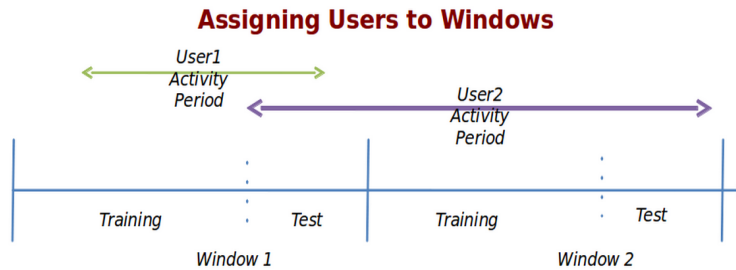 Assigning Users to Windows
User1
Activity
Period
User2
Activity
Period
Training
Test
Training
Test
Window 1
Window 2